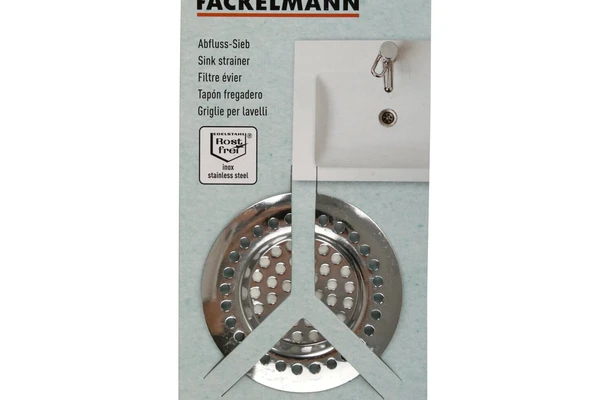 FACKELMANN
Abfluss-Sieb
Sink strainer
Filtre évier
Tapón fregadero
Griglie per lavelli
EDELSTAHL ®
Rost
frei
inox
stainless steel